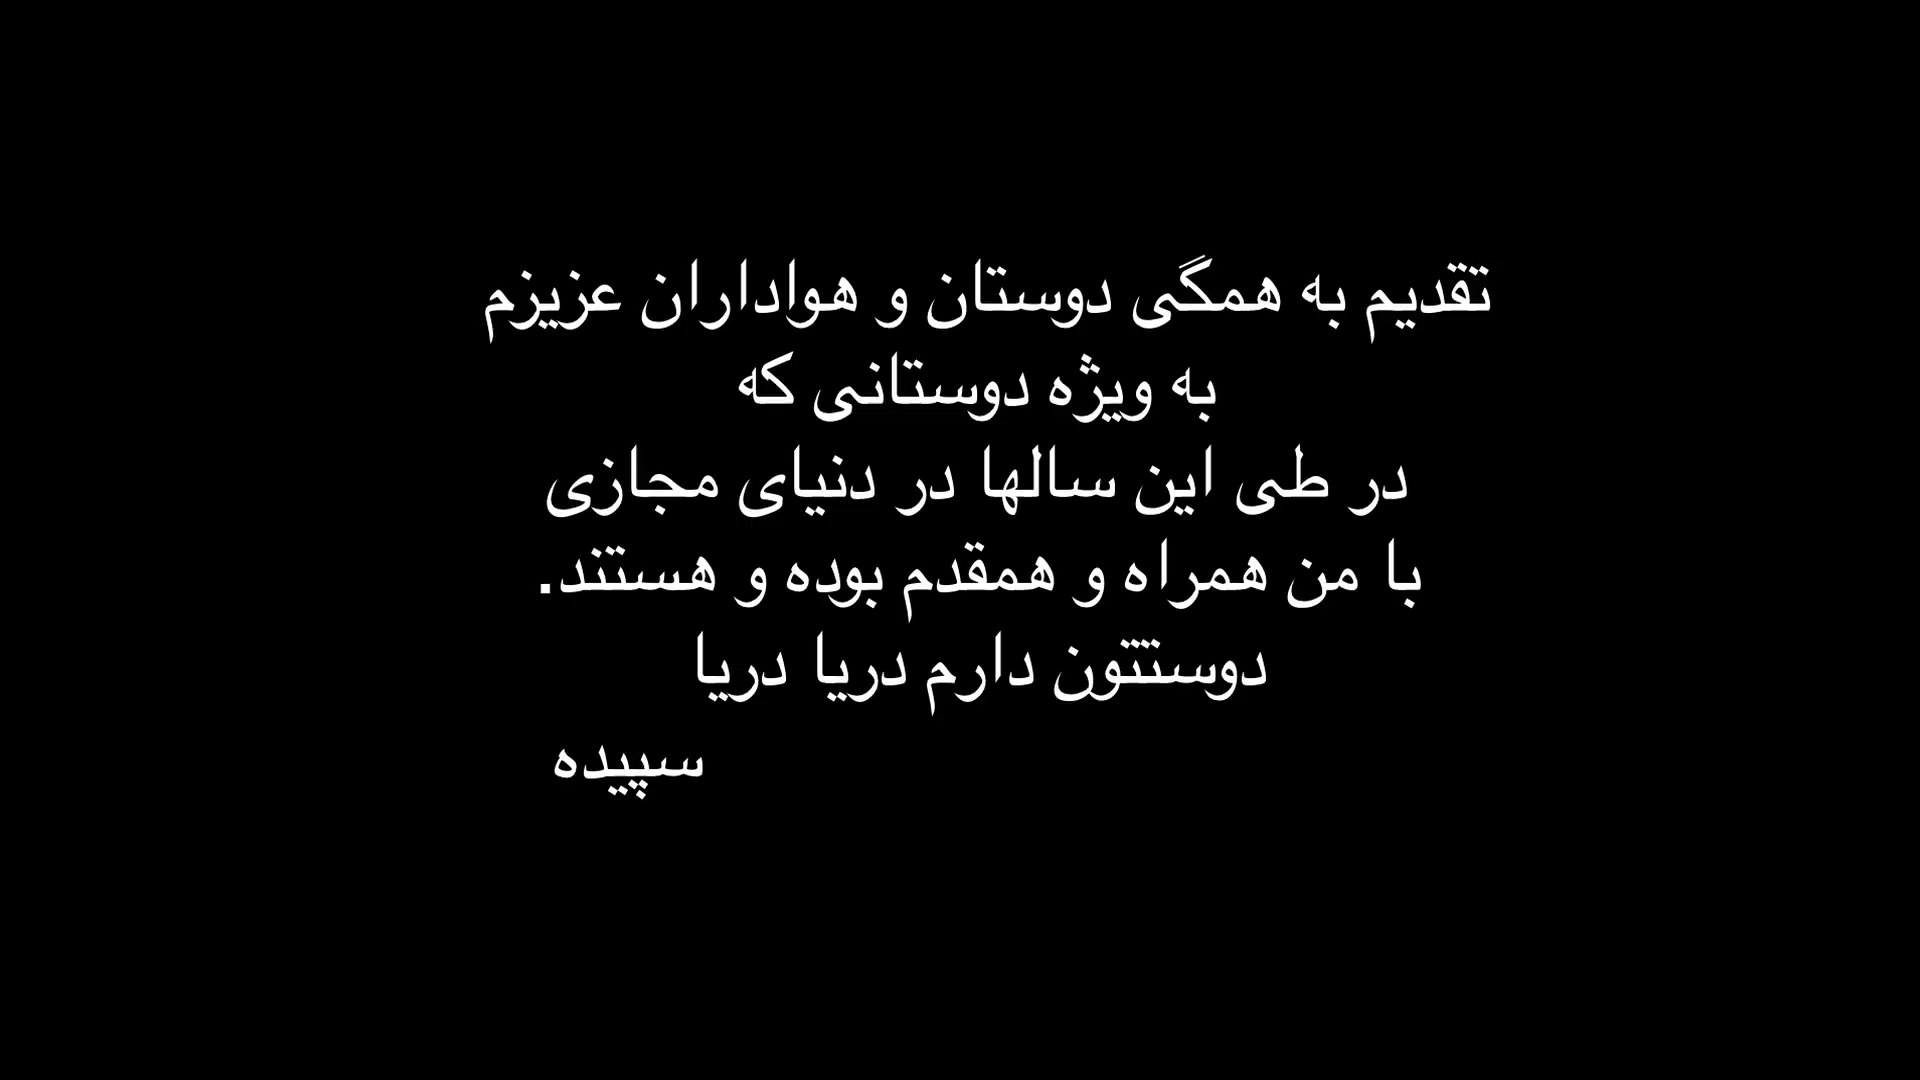 تقدیم به همگی دوستان و هواداران عزیزم
به ویژه دوستانی که
در طی این سالها در دنیای مجازی
با من همراه و همقدم بوده و هستند.
دوستتون دارم دریا دریا
سپیده